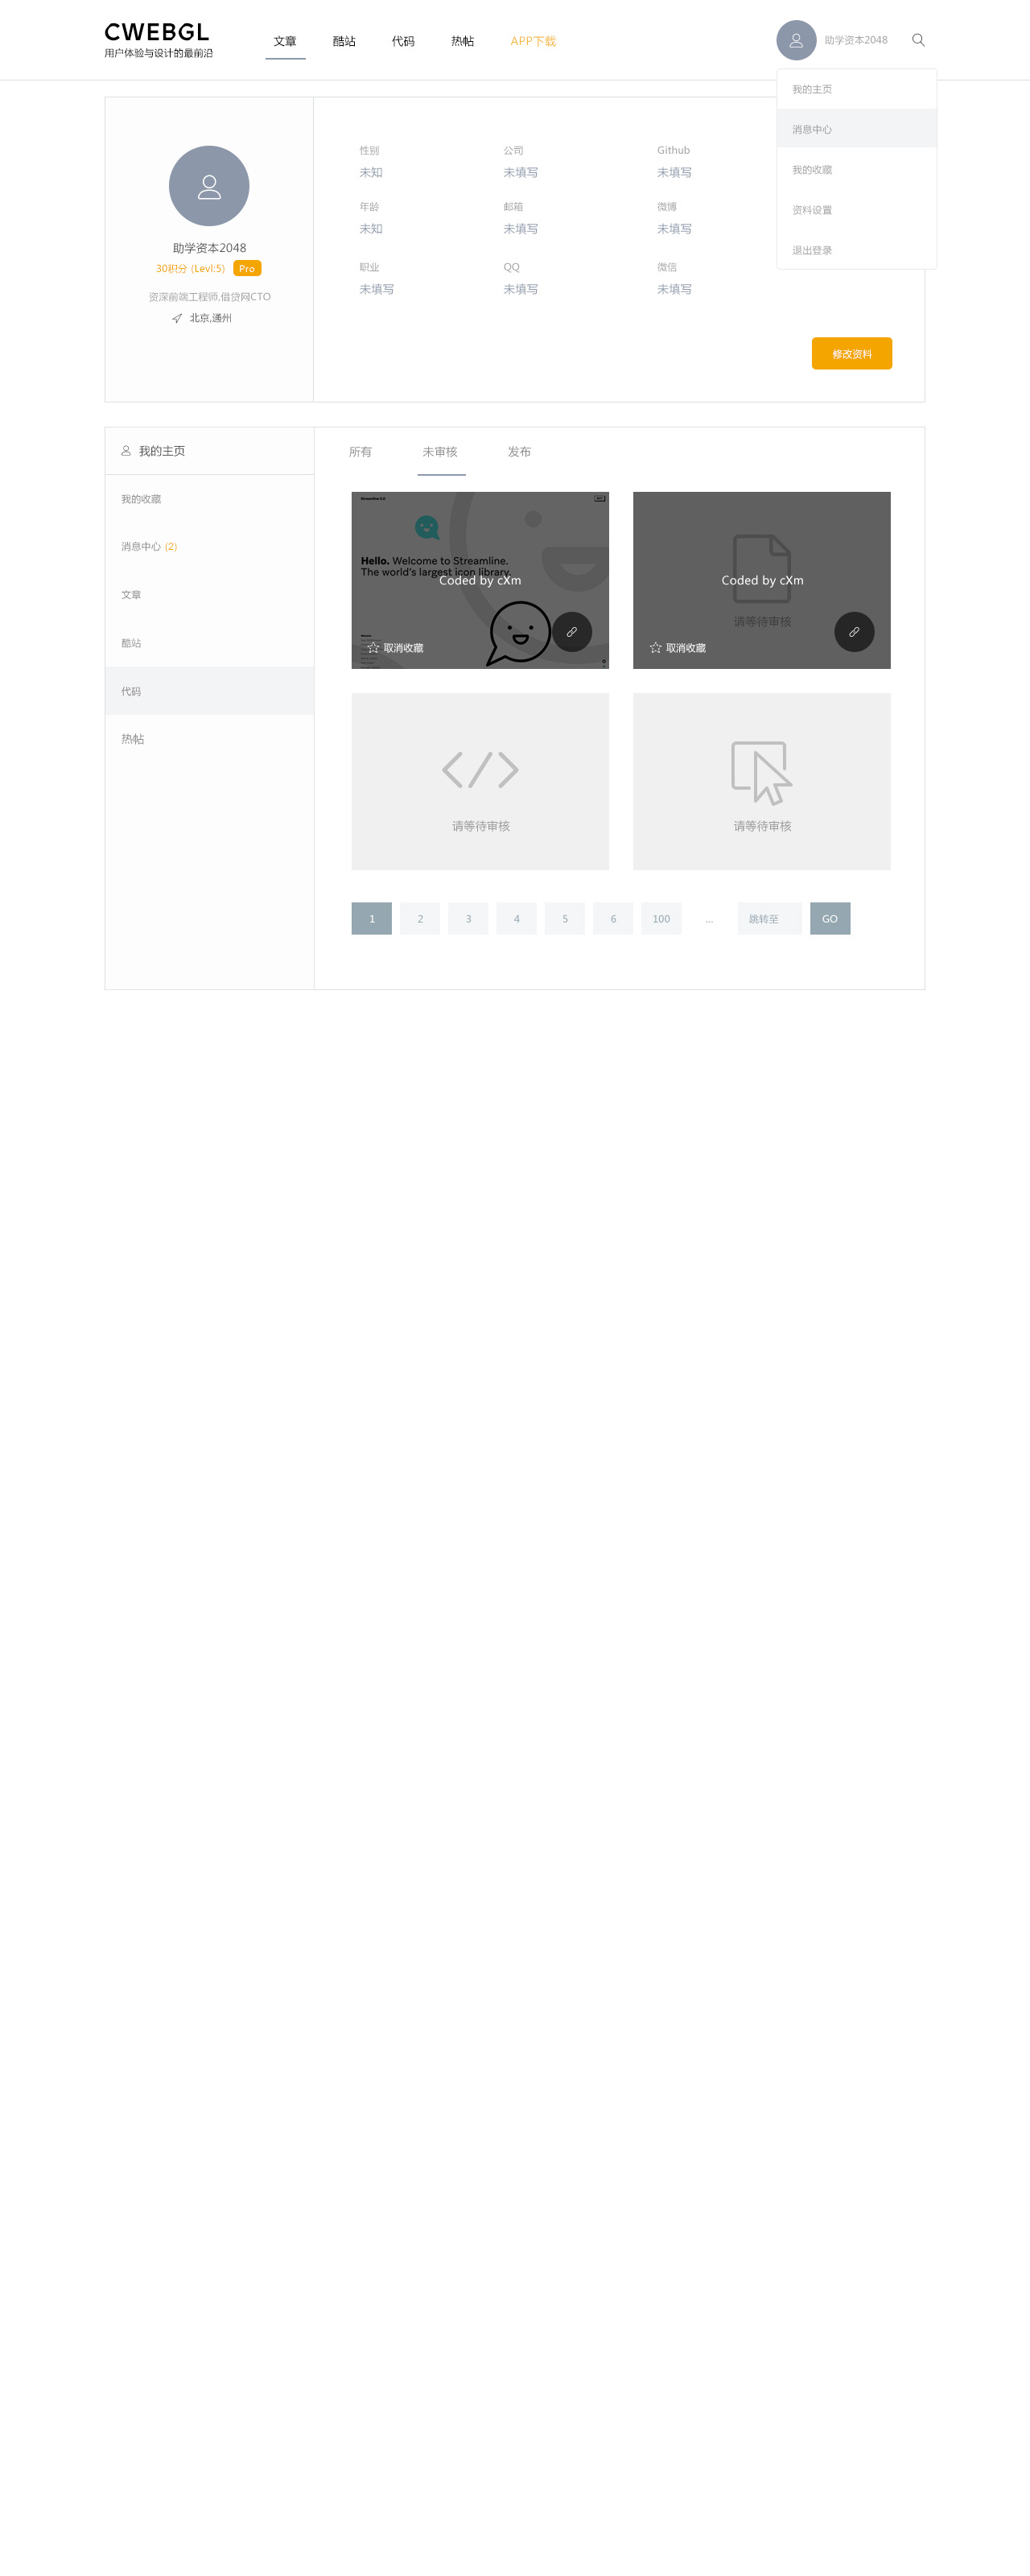 CWEBGL
用户体验与设计的最前沿
文章 酷站 代码 热帖 APP下载
助学资本2048
我的主页
消息中心
我的收藏
资料设置
退出登录
助学资本2048
30积分 (Levl:5) Pro
资深前端工程师,借贷网CTO
北京,通州
性别 公司 Github
未知 未填写 未填写
年龄 邮箱 微博
未知 未填写 未填写
职业 QQ 微信
未填写 未填写 未填写
修改资料
我的主页
我的收藏
消息中心 (2)
文章
酷站
代码
热帖
所有 未审核 发布
Streamline 3.0
Hello. Welcome to Streamline.
The world's largest icon library.
Coded by cXm
取消收藏
Coded by cXm
请等待审核
取消收藏
请等待审核
请等待审核
1 2 3 4 5 6 100 ... 跳转至 GO